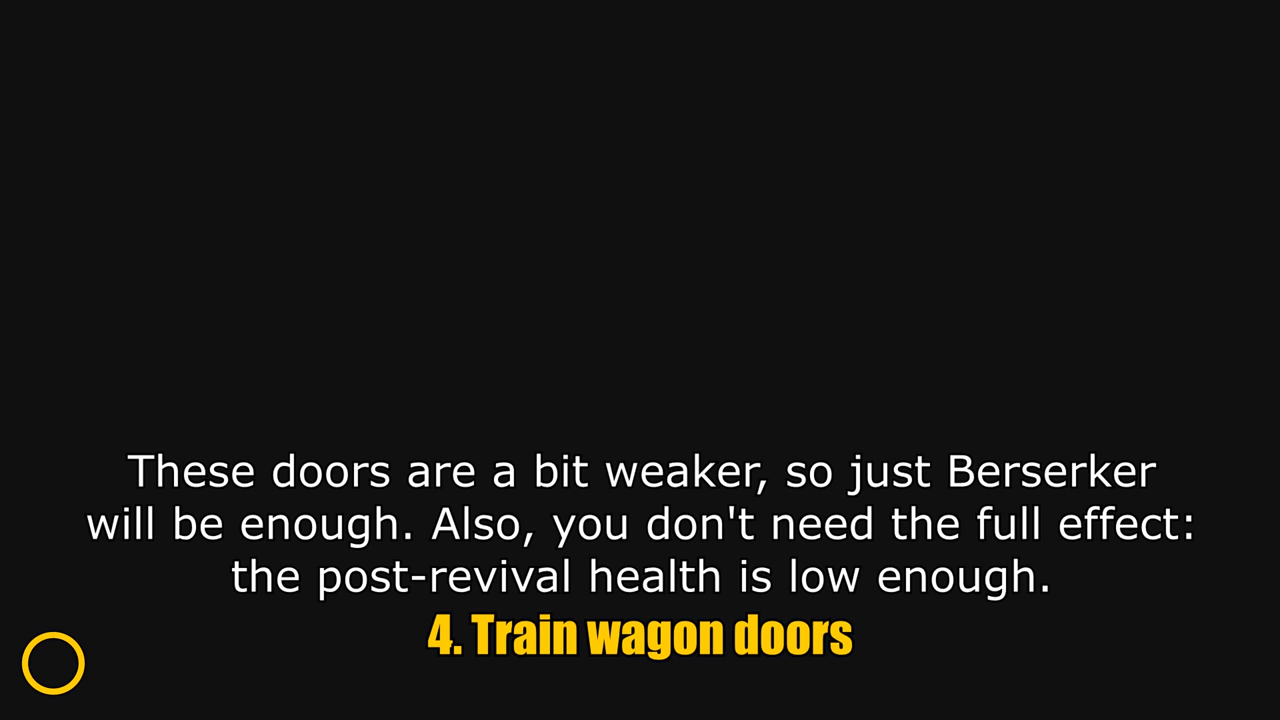 These doors are a bit weaker, so just Berserker
will be enough. Also, you don't need the full effect:
the post-revival health is low enough.
4. Train wagon doors